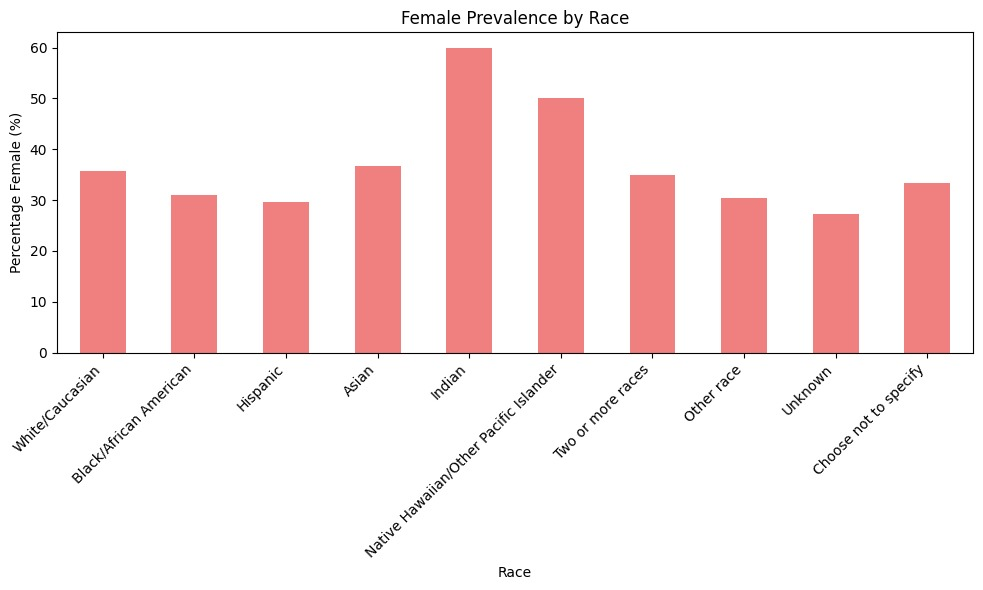 Female Prevalence by Race
Percentage Female (%)
60
50
40
30
20
10
0
White/Caucasian
Black/African American
Hispanic
Asian
Indian
Native Hawaiian/Other Pacific Islander
Two or more races
Other race
Unknown
Choose not to specify
Race